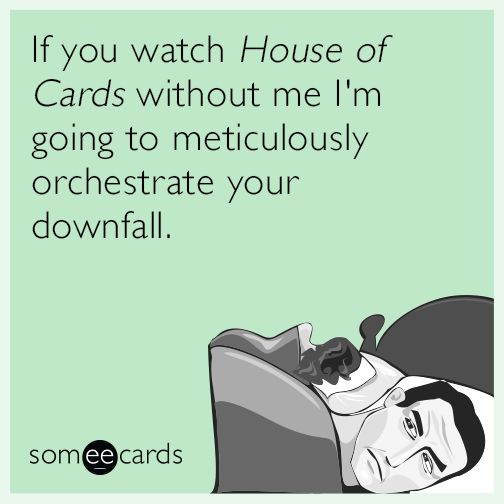 If you watch House of
Cards without me I'm
going to meticulously
orchestrate your
downfall.
someecards